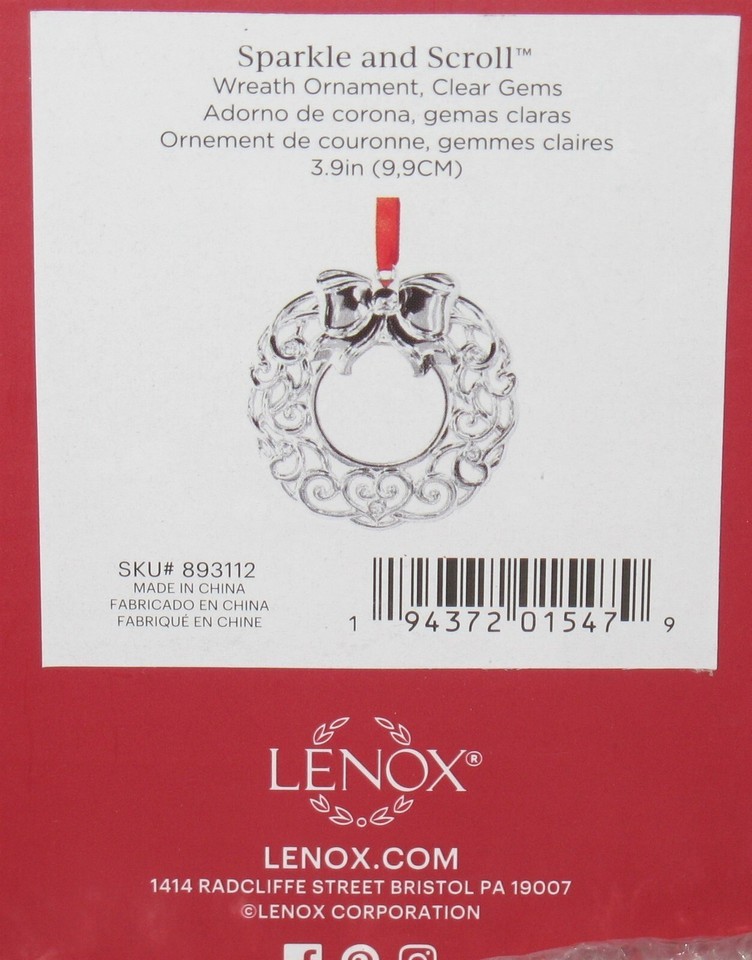 Sparkle and Scroll™
Wreath Ornament, Clear Gems
Adorno de corona, gemas claras
Ornement de couronne, gemmes claires
3.9in (9,9CM)
SKU# 893112
MADE IN CHINA
FABRICADO EN CHINA
FABRIQUÉ EN CHINE
1 94372 01547 9
LENOX®
LENOX.COM
1414 RADCLIFFE STREET BRISTOL PA 19007
©LENOX CORPORATION